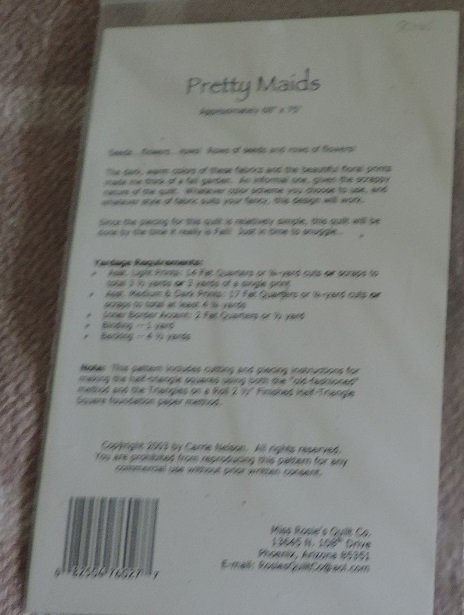 Pretty Maids
Approximately 68" x 75"
Seeds...flowers...rows! Rows of seeds and rows of flowers!
The dark, warm colors of these fabrics and the beautiful floral prints
made me think of a fall garden. An informal one, given the scrappy
nature of the quilt. Whatever color scheme you choose to use, and
whatever style of fabric suits your fancy, this design will work.
Since the piecing for this quilt is relatively simple, this quilt will be
done by the time it really is Fall! Just in time to snuggle...
Yardage Requirements:
Asst. Light Prints: 14 Fat Quarters or ¼-yard cuts or scraps to
total 2 ½ yards or 3 yards of a single print
Asst. Medium & Dark Prints: 17 Fat Quarters or ¼-yard cuts or
scraps to total at least 4 yards
Inner Border Accent: 2 Fat Quarters or ½ yard
Binding -- 1 yard
Backing -- 4 ½ yards
Note: This pattern includes cutting and piecing instructions for
making the half-triangle squares using both the "old-fashioned"
method and the Triangles on a Roll 2 ½" Finished Half-Triangle
Square foundation paper method.
Copyright 2003 by Carrie Nelson. All rights reserved.
You are prohibited from reproducing this pattern for any
commercial use without prior written consent.
Miss Rosie's Quilt Co.
13645 N. 108th Drive
Phoenix, Arizona 85351
E-mail: RosiesQuiltCo@aol.com